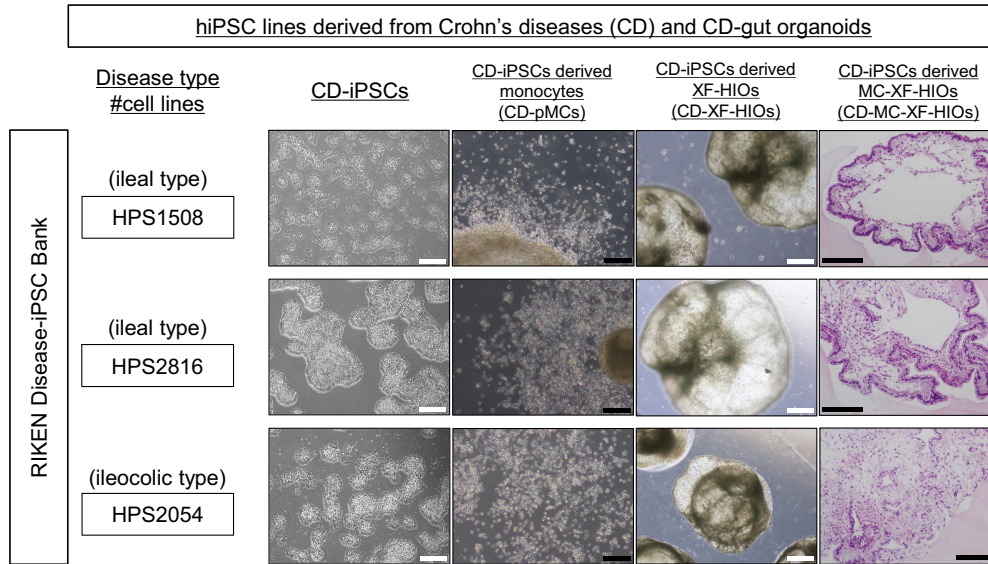 hiPSC lines derived from Crohn’s diseases (CD) and CD-gut organoids
Disease type
#cell lines
CD-iPSCs
CD-iPSCs derived
monocytes
(CD-pMCs)
CD-iPSCs derived
XF-HIOs
(CD-XF-HIOs)
CD-iPSCs derived
MC-XF-HIOs
(CD-MC-XF-HIOs)
RIKEN Disease-iPSC Bank
(ileal type)
HPS1508
(ileal type)
HPS2816
(ileocolic type)
HPS2054